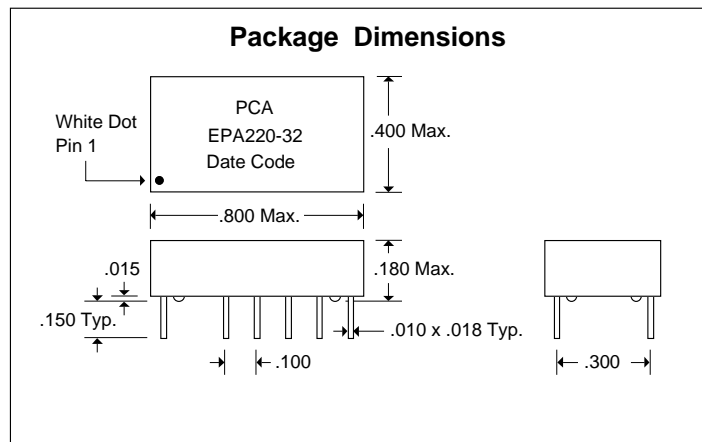 Package Dimensions
PCA
EPA220-32
Date Code
White Dot
Pin 1
.400 Max.
.800 Max.
.015
.180 Max.
.150 Typ.
.010 x .018 Typ.
.100
.300